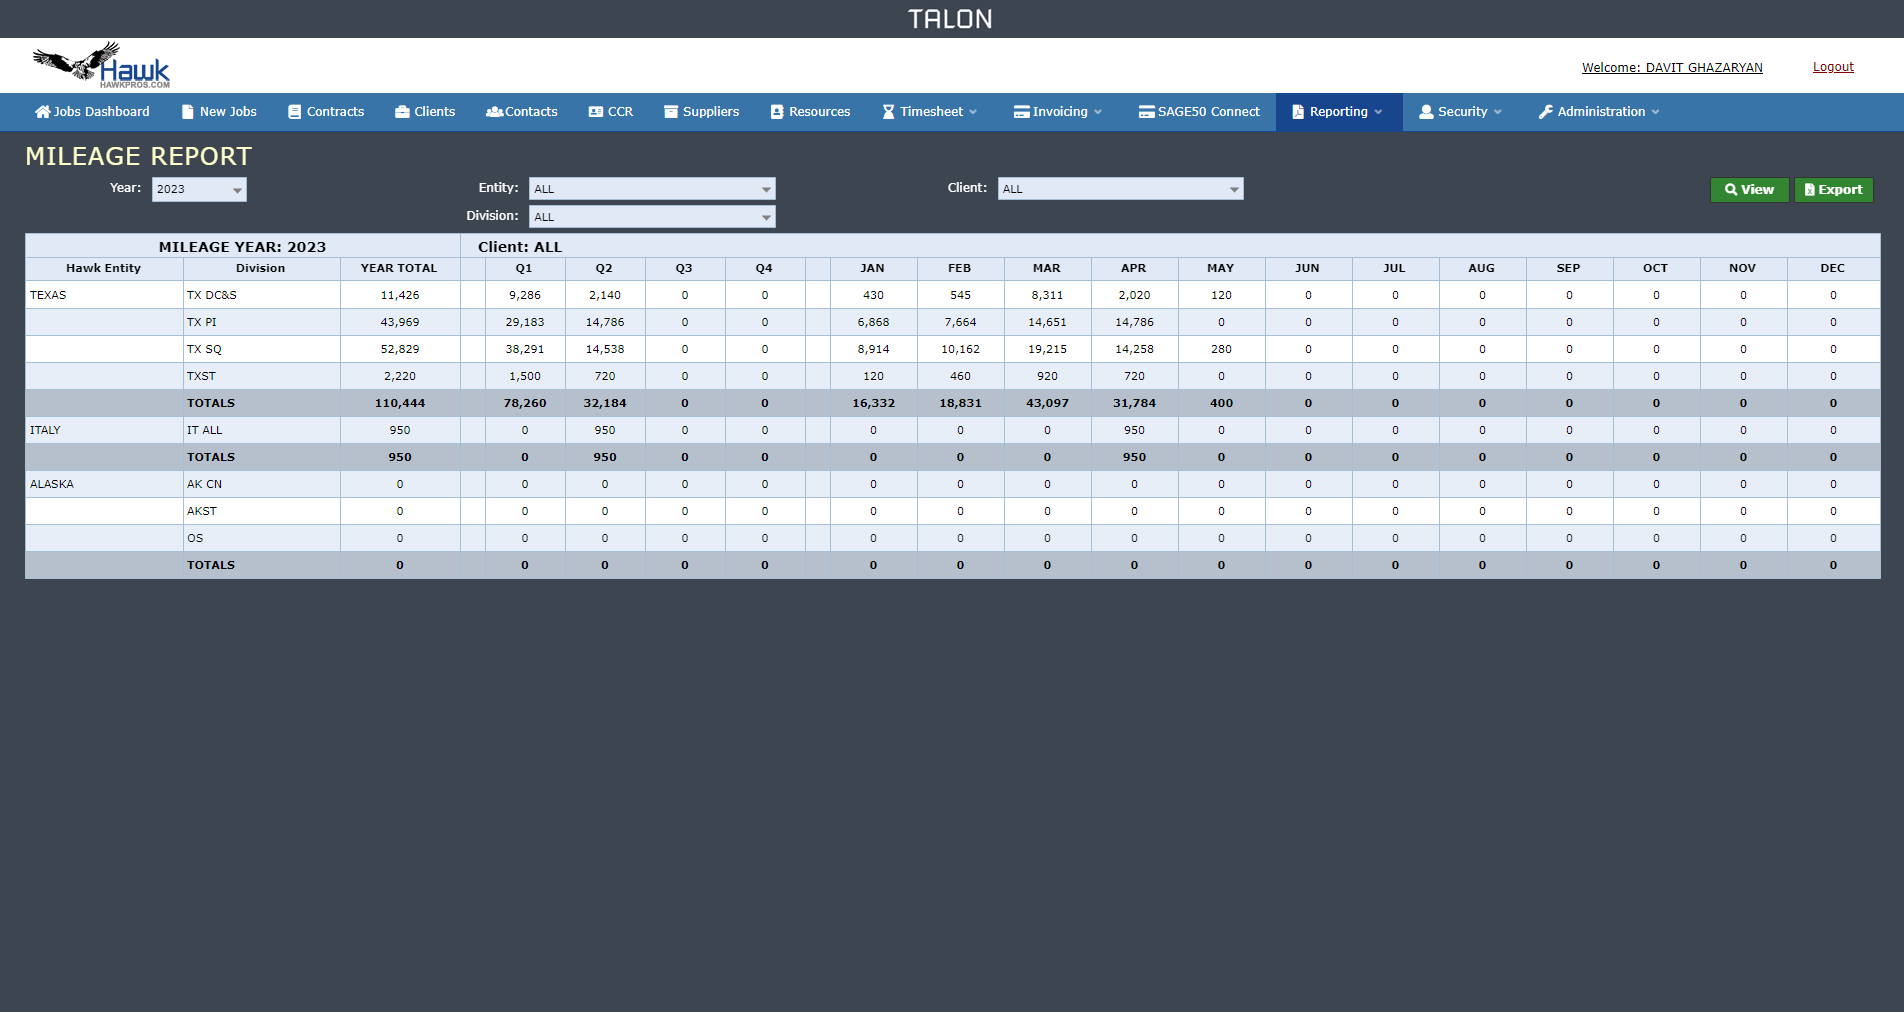 TALON
Hawk
HAWKPROS.COM
Welcome: DAVIT GHAZARYAN Logout
Jobs Dashboard New Jobs Contracts Clients Contacts CCR Suppliers Resources Timesheet Invoicing SAGE50 Connect Reporting Security Administration
MILEAGE REPORT
Year: 2023 Entity: ALL Client: ALL View Export
Division: ALL
MILEAGE YEAR: 2023 Client: ALL
Hawk Entity Division YEAR TOTAL Q1 Q2 Q3 Q4 JAN FEB MAR APR MAY JUN JUL AUG SEP OCT NOV DEC
TEXAS TX DC&S 11,426 9,286 2,140 0 0 430 545 8,311 2,020 120 0 0 0 0 0 0 0
TX PI 43,969 29,183 14,786 0 0 6,868 7,664 14,651 14,786 0 0 0 0 0 0 0 0
TX SQ 52,829 38,291 14,538 0 0 8,914 10,162 19,215 14,258 280 0 0 0 0 0 0 0
TXST 2,220 1,500 720 0 0 120 460 920 720 0 0 0 0 0 0 0 0
TOTALS 110,444 78,260 32,184 0 0 16,332 18,831 43,097 31,784 400 0 0 0 0 0 0 0
ITALY IT ALL 950 0 950 0 0 0 0 0 950 0 0 0 0 0 0 0 0
TOTALS 950 0 950 0 0 0 0 0 950 0 0 0 0 0 0 0 0
ALASKA AK CN 0 0 0 0 0 0 0 0 0 0 0 0 0 0 0 0 0
AKST 0 0 0 0 0 0 0 0 0 0 0 0 0 0 0 0 0
OS 0 0 0 0 0 0 0 0 0 0 0 0 0 0 0 0 0
TOTALS 0 0 0 0 0 0 0 0 0 0 0 0 0 0 0 0 0